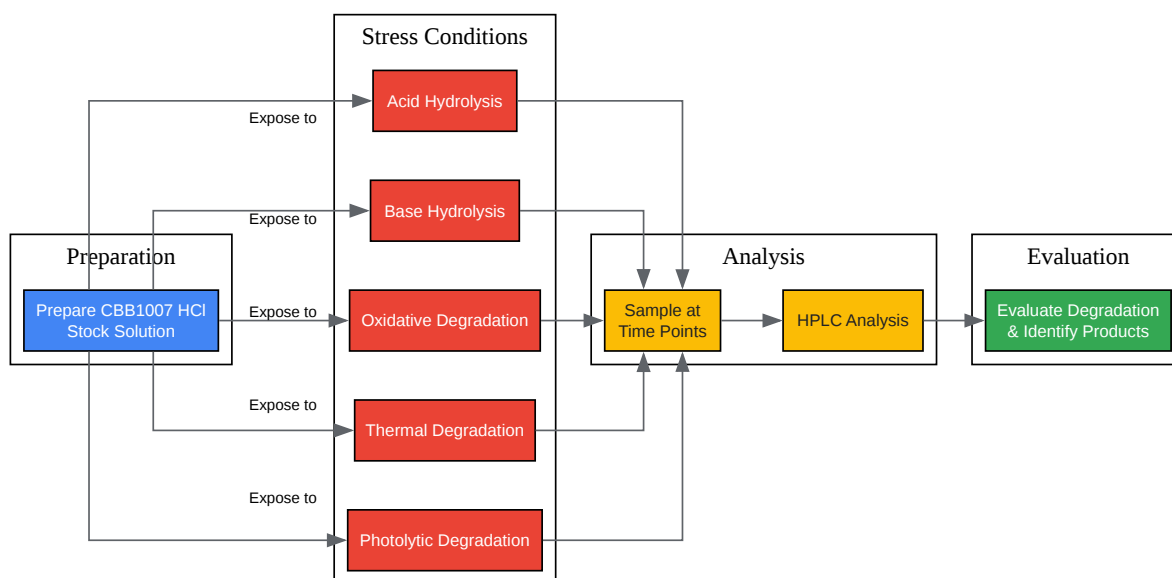 Stress Conditions
Acid Hydrolysis
Expose to
Base Hydrolysis
Expose to
Preparation
Prepare CBB1007 HCl
Stock Solution
Expose to
Oxidative Degradation
Expose to
Thermal Degradation
Expose to
Photolytic Degradation
Analysis
Sample at
Time Points
HPLC Analysis
Evaluation
Evaluate Degradation
& Identify Products